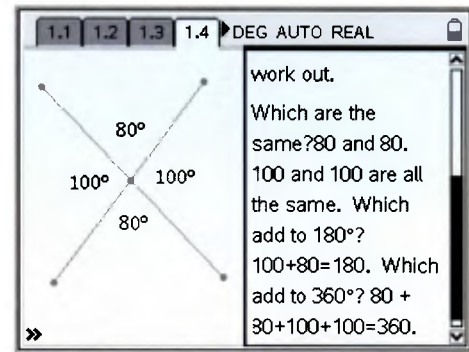 1.1 1.2 1.3 1.4 DEG AUTO REAL
80°
100° 100°
80°
work out.
Which are the
same?80 and 80.
100 and 100 are all
the same. Which
add to 180°?
100+80=180. Which
add to 360°? 80 +
80+100+100=360.